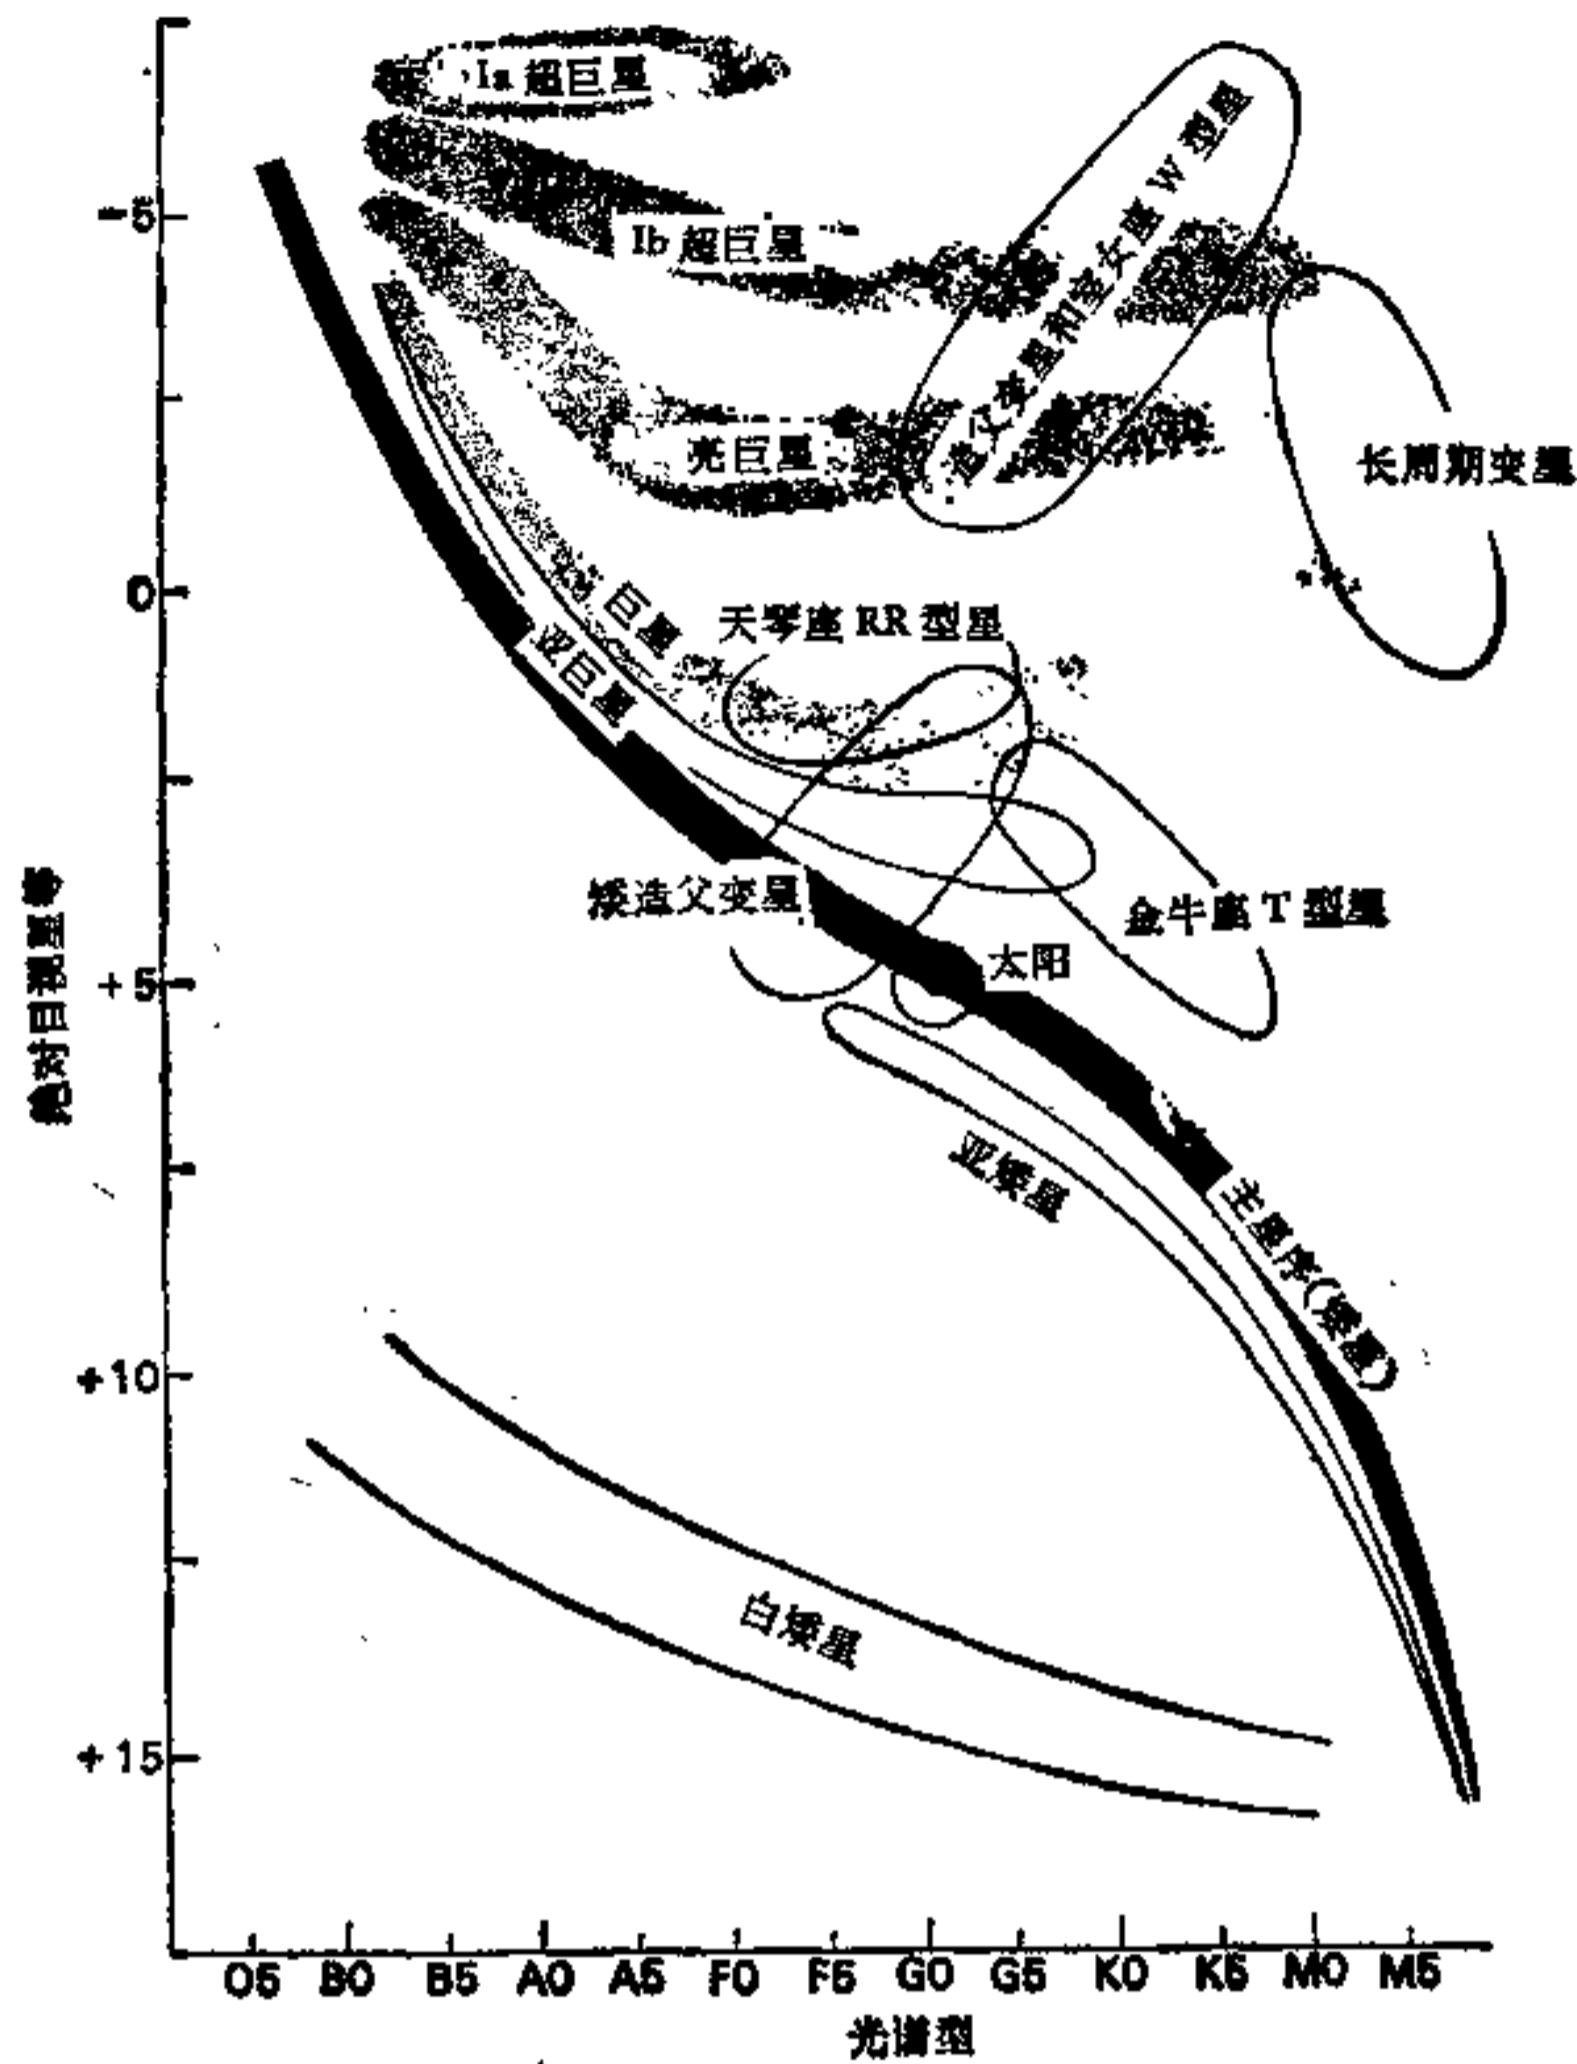 Ia 超巨星
-5
Ib 超巨星
造父变星和室女座 W 型星
亮巨星
长周期变星
0
巨星
天琴座 RR 型星
亚巨星
矮造父变星
金牛座 T 型星
太阳
+5
绝对目视星等
亚矮星
主星序(矮星)
+10
白矮星
+15
O5 B0 B5 A0 A5 F0 F5 G0 G5 K0 K5 M0 M5
光谱型